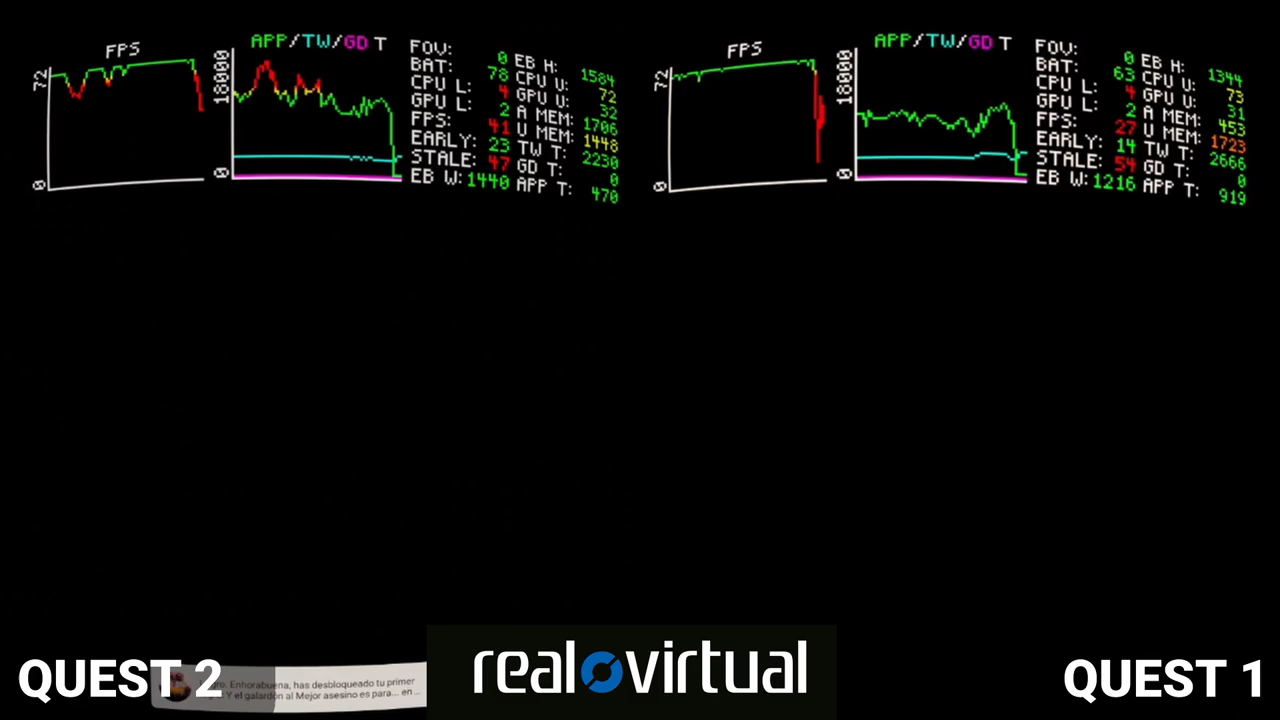 FPS
72
0
APP/TW/GD T
18000
0
FOV: 0 EB H: 1584
BAT: 78 CPU U: 72
CPU L: 4 GPU U: 32
GPU L: 2 A MEM: 1706
FPS: 41 U MEM: 1448
EARLY: 23 TW T: 2230
STALE: 47 GD T: 0
EB W: 1440 APP T: 470
FPS
72
0
APP/TW/GD T
18000
0
FOV: 0 EB H: 1344
BAT: 63 CPU U: 73
CPU L: 4 GPU U: 31
GPU L: 2 A MEM: 453
FPS: 27 U MEM: 1723
EARLY: 14 TW T: 2666
STALE: 54 GD T: 0
EB W: 1216 APP T: 919
QUEST 2
Enhorabuena, has desbloqueado tu primer
Y el galardón al Mejor asesino es para... en ...
real virtual
QUEST 1